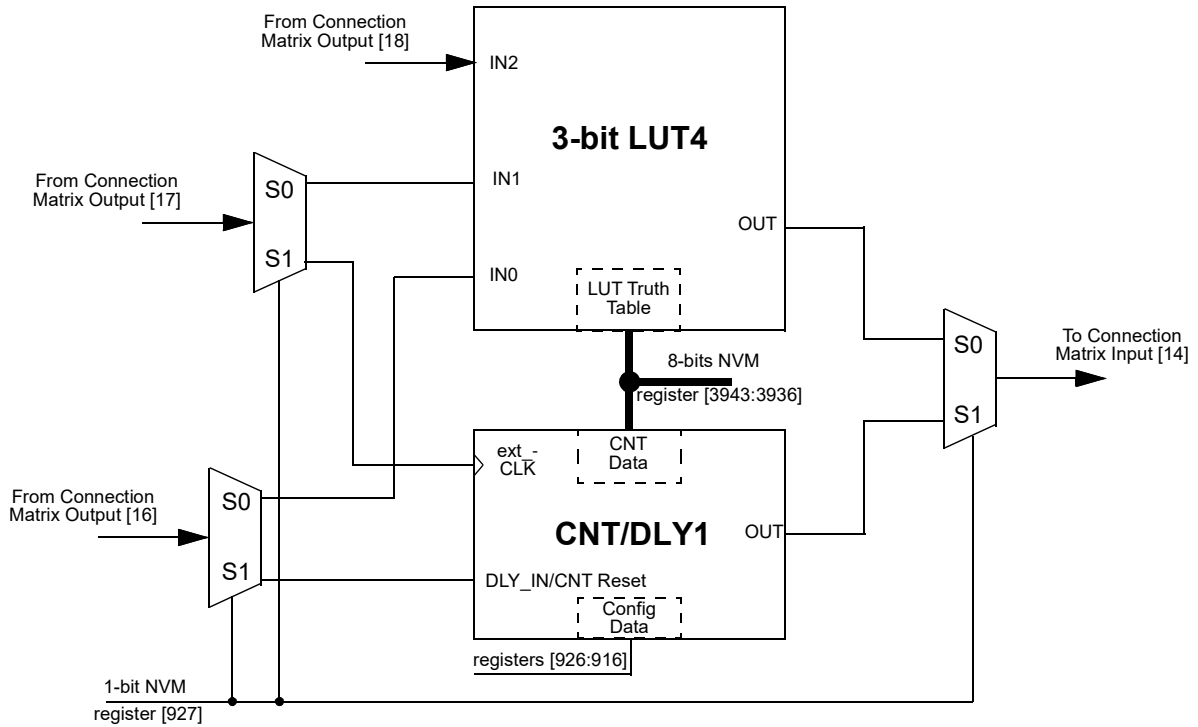 From Connection
Matrix Output [18]
IN2
3-bit LUT4
From Connection
Matrix Output [17]
S0
S1
IN1
IN0
OUT
LUT Truth
Table
8-bits NVM
register [3943:3936]
S0
S1
To Connection
Matrix Input [14]
From Connection
Matrix Output [16]
S0
S1
ext_-
CLK
CNT
Data
CNT/DLY1
OUT
DLY_IN/CNT Reset
Config
Data
registers [926:916]
1-bit NVM
register [927]